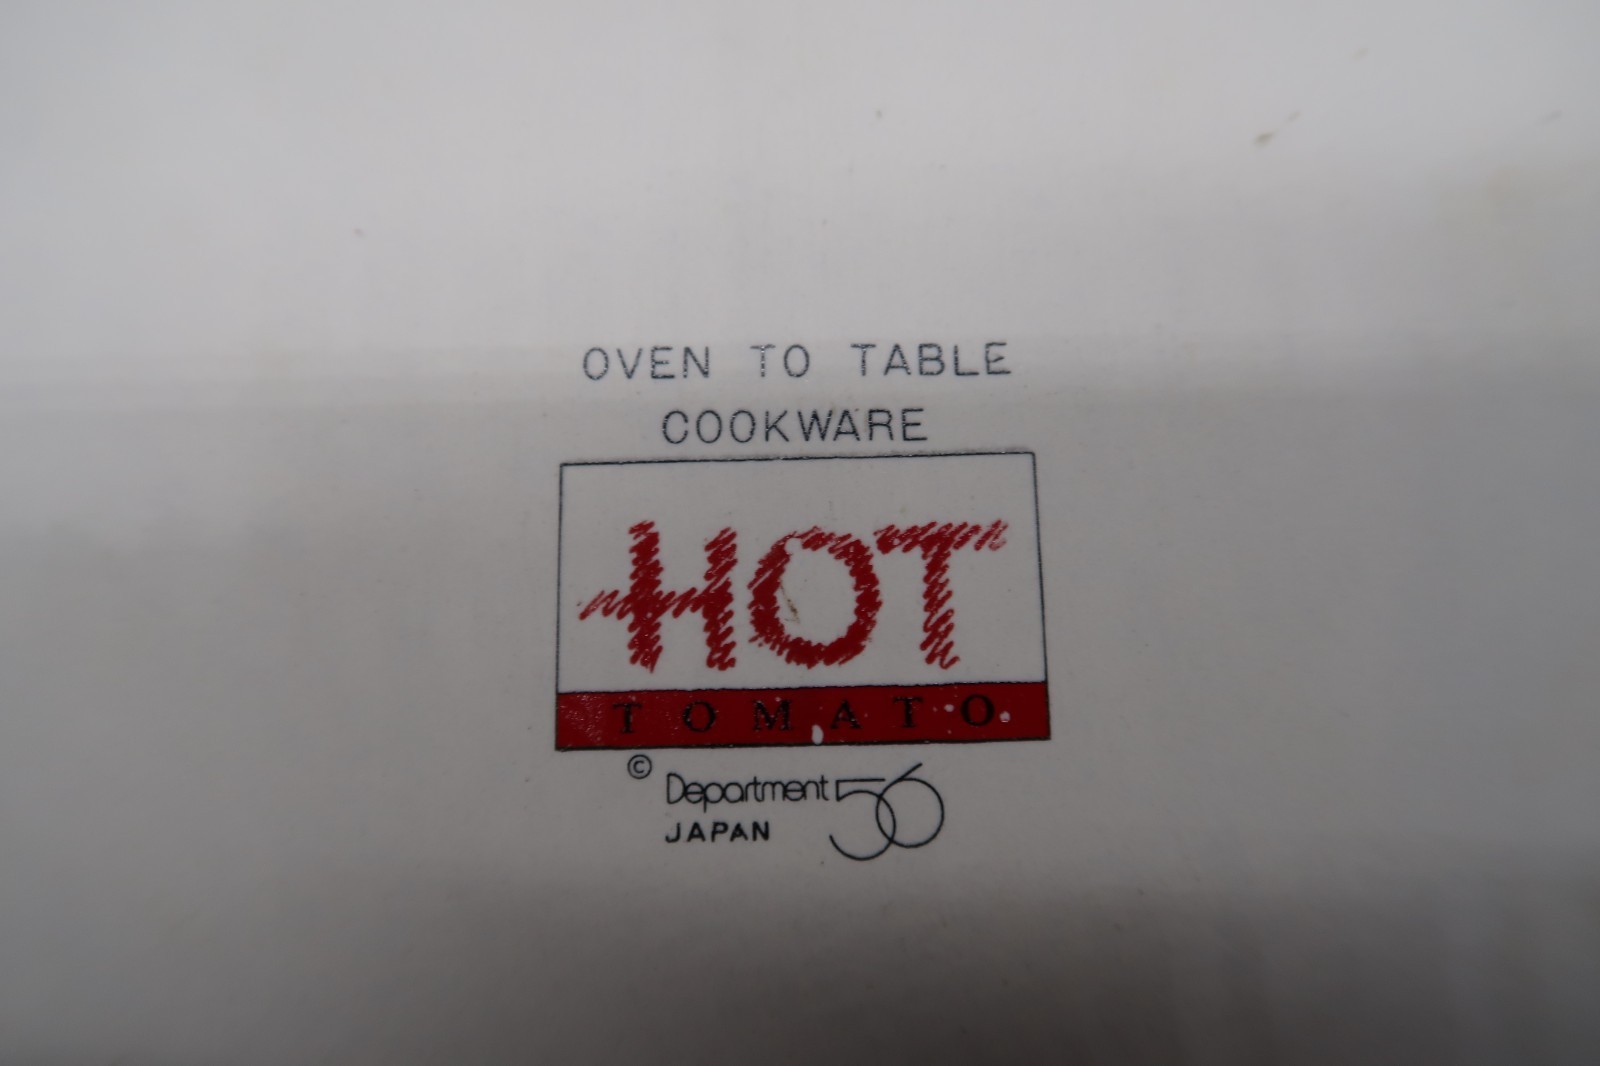 OVEN TO TABLE
COOKWARE
HOT
TOMATO
© Department 56
JAPAN